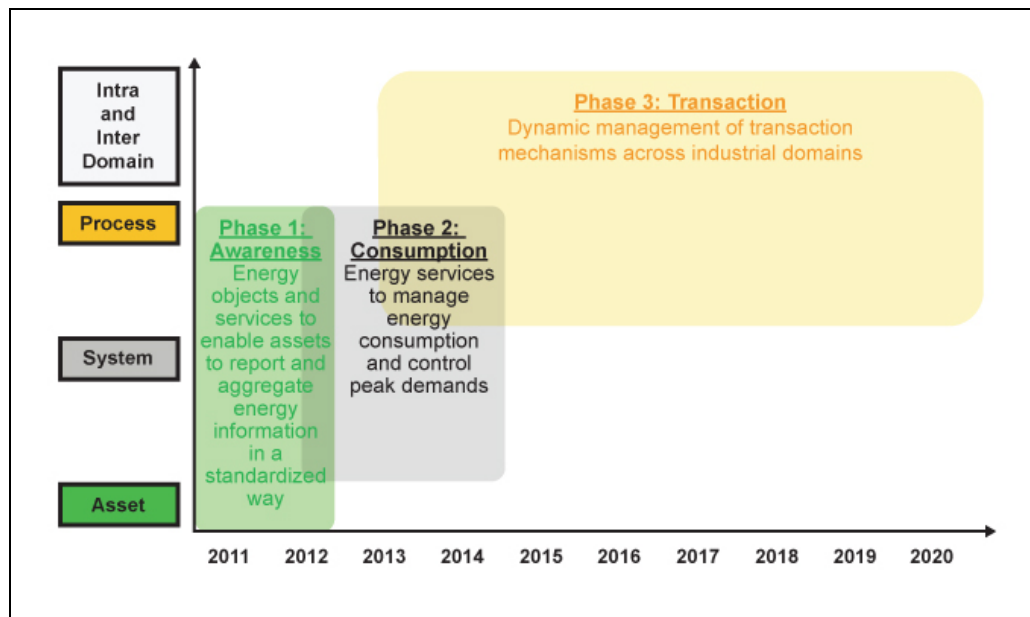 Intra
and
Inter
Domain
Process
System
Asset
Phase 1:
Awareness
Energy
objects and
services to
enable assets
to report and
aggregate
energy
information
in a
standardized
way
Phase 2:
Consumption
Energy services
to manage
energy
consumption
and control
peak demands
Phase 3: Transaction
Dynamic management of transaction
mechanisms across industrial domains
2011 2012 2013 2014 2015 2016 2017 2018 2019 2020